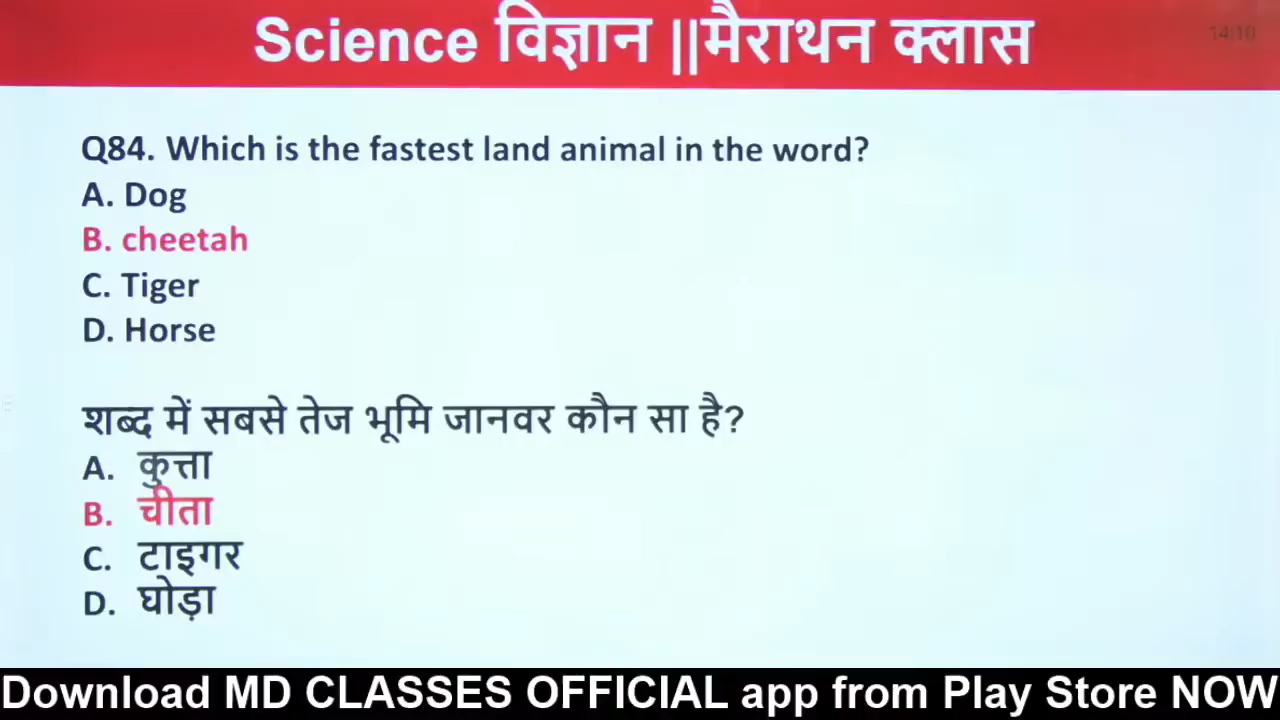 Science विज्ञान ||मैराथन क्लास
14:10
Q84. Which is the fastest land animal in the word?
A. Dog
B. cheetah
C. Tiger
D. Horse
शब्द में सबसे तेज भूमि जानवर कौन सा है?
A. कुत्ता
B. चीता
C. टाइगर
D. घोड़ा
Download MD CLASSES OFFICIAL app from Play Store NOW